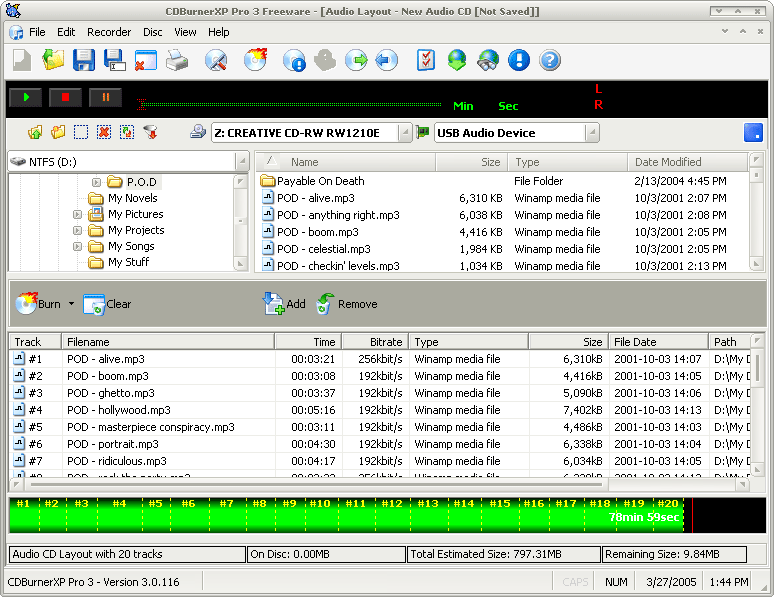 CDBurnerXP Pro 3 Freeware - [Audio Layout - New Audio CD [Not Saved]]
File Edit Recorder Disc View Help
L
Min Sec R
Z: CREATIVE CD-RW RW1210E USB Audio Device
NTFS (D:)
P.O.D
My Novels
My Pictures
My Projects
My Songs
My Stuff
Name Size Type Date Modified
Payable On Death File Folder 2/13/2004 4:45 PM
POD - alive.mp3 6,310 KB Winamp media file 10/3/2001 2:07 PM
POD - anything right.mp3 6,038 KB Winamp media file 10/3/2001 2:08 PM
POD - boom.mp3 4,416 KB Winamp media file 10/3/2001 2:05 PM
POD - celestial.mp3 1,984 KB Winamp media file 10/3/2001 2:05 PM
POD - checkin' levels.mp3 1,034 KB Winamp media file 10/3/2001 2:13 PM
Burn Clear Add Remove
Track Filename Time Bitrate Type Size File Date Path
#1 POD - alive.mp3 00:03:21 256kbit/s Winamp media file 6,310kB 2001-10-03 14:07 D:\My D
#2 POD - boom.mp3 00:03:08 192kbit/s Winamp media file 4,416kB 2001-10-03 14:05 D:\My D
#3 POD - ghetto.mp3 00:03:37 192kbit/s Winamp media file 5,090kB 2001-10-03 14:06 D:\My D
#4 POD - hollywood.mp3 00:05:16 192kbit/s Winamp media file 7,402kB 2001-10-03 14:13 D:\My D
#5 POD - masterpiece conspiracy.mp3 00:03:11 192kbit/s Winamp media file 4,486kB 2001-10-03 14:03 D:\My D
#6 POD - portrait.mp3 00:04:30 192kbit/s Winamp media file 6,338kB 2001-10-03 14:04 D:\My D
#7 POD - ridiculous.mp3 00:04:17 192kbit/s Winamp media file 6,034kB 2001-10-03 14:05 D:\My D
#1 #2 #3 #4 #5 #6 #7 #8 #9 #10 #11 #12 #13 #14 #15 #16 #17 #18 #19 #20
78min 59sec
Audio CD Layout with 20 tracks On Disc: 0.00MB Total Estimated Size: 797.31MB Remaining Size: 9.84MB
CDBurnerXP Pro 3 - Version 3.0.116 CAPS NUM 3/27/2005 1:44 PM